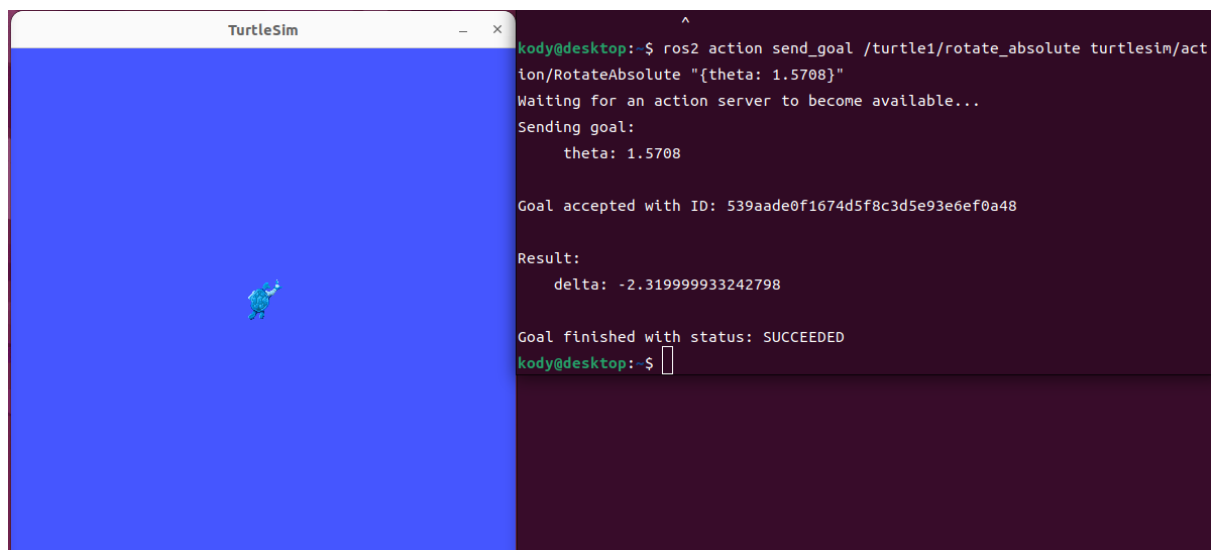 TurtleSim
^
kody@desktop:~$ ros2 action send_goal /turtle1/rotate_absolute turtlesim/act
ion/RotateAbsolute "{theta: 1.5708}"
Waiting for an action server to become available...
Sending goal:
theta: 1.5708
Goal accepted with ID: 539aade0f1674d5f8c3d5e93e6ef0a48
Result:
delta: -2.319999933242798
Goal finished with status: SUCCEEDED
kody@desktop:~$